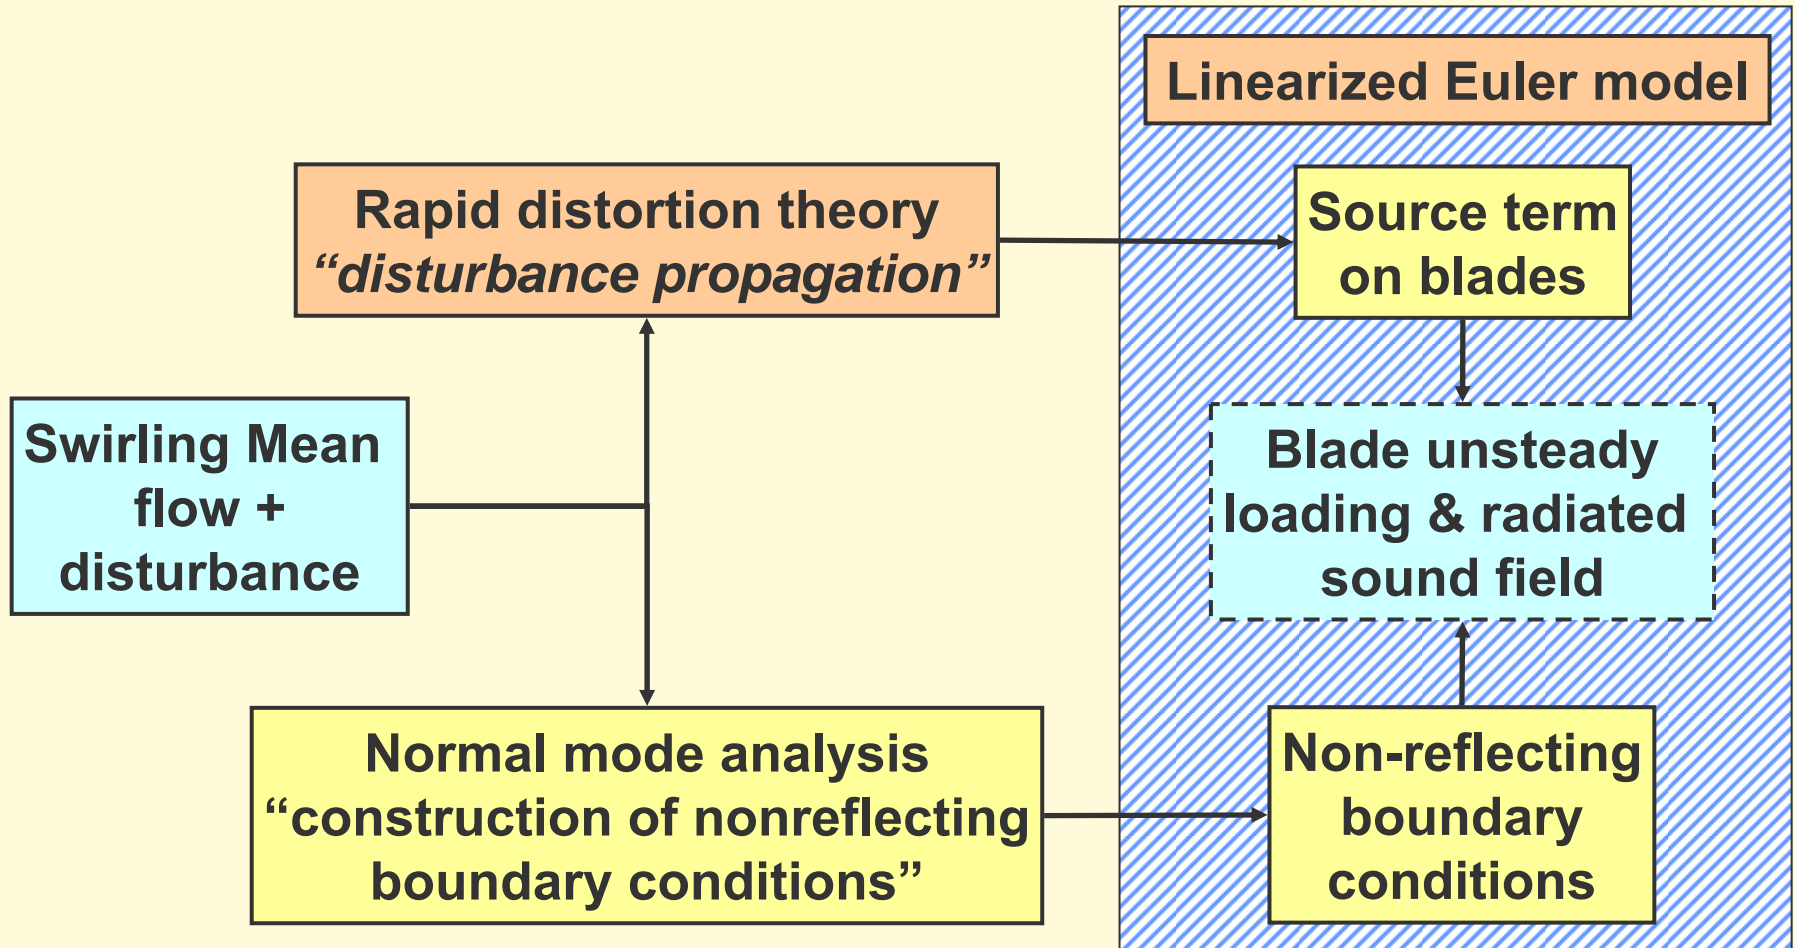 Linearized Euler model
Rapid distortion theory
“disturbance propagation”
Source term
on blades
Swirling Mean
flow +
disturbance
Blade unsteady
loading & radiated
sound field
Normal mode analysis
“construction of nonreflecting
boundary conditions”
Non-reflecting
boundary
conditions